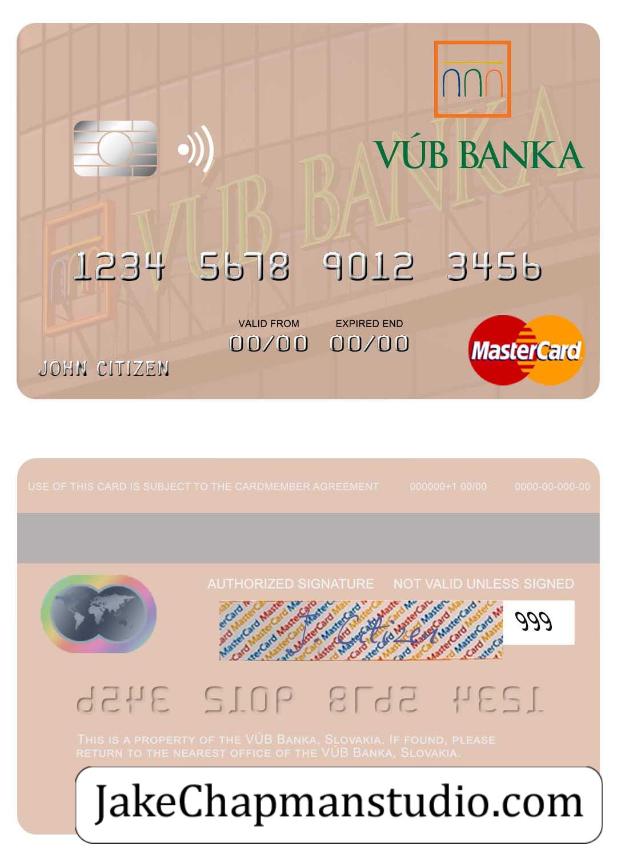 VÚB BANKA
VÚB BANKA
1234 5678 9012 3456
VALID FROM EXPIRED END
00/00 00/00
JOHN CITIZEN
MasterCard
USE OF THIS CARD IS SUBJECT TO THE CARDMEMBER AGREEMENT 000000+1 00/00 0000-00-000-00
AUTHORIZED SIGNATURE NOT VALID UNLESS SIGNED
MasterCard
Citizen
999
THIS IS A PROPERTY OF THE VÚB BANKA, SLOVAKIA. IF FOUND, PLEASE
RETURN TO THE NEAREST OFFICE OF THE VÚB BANKA, SLOVAKIA.
JakeChapmanstudio.com